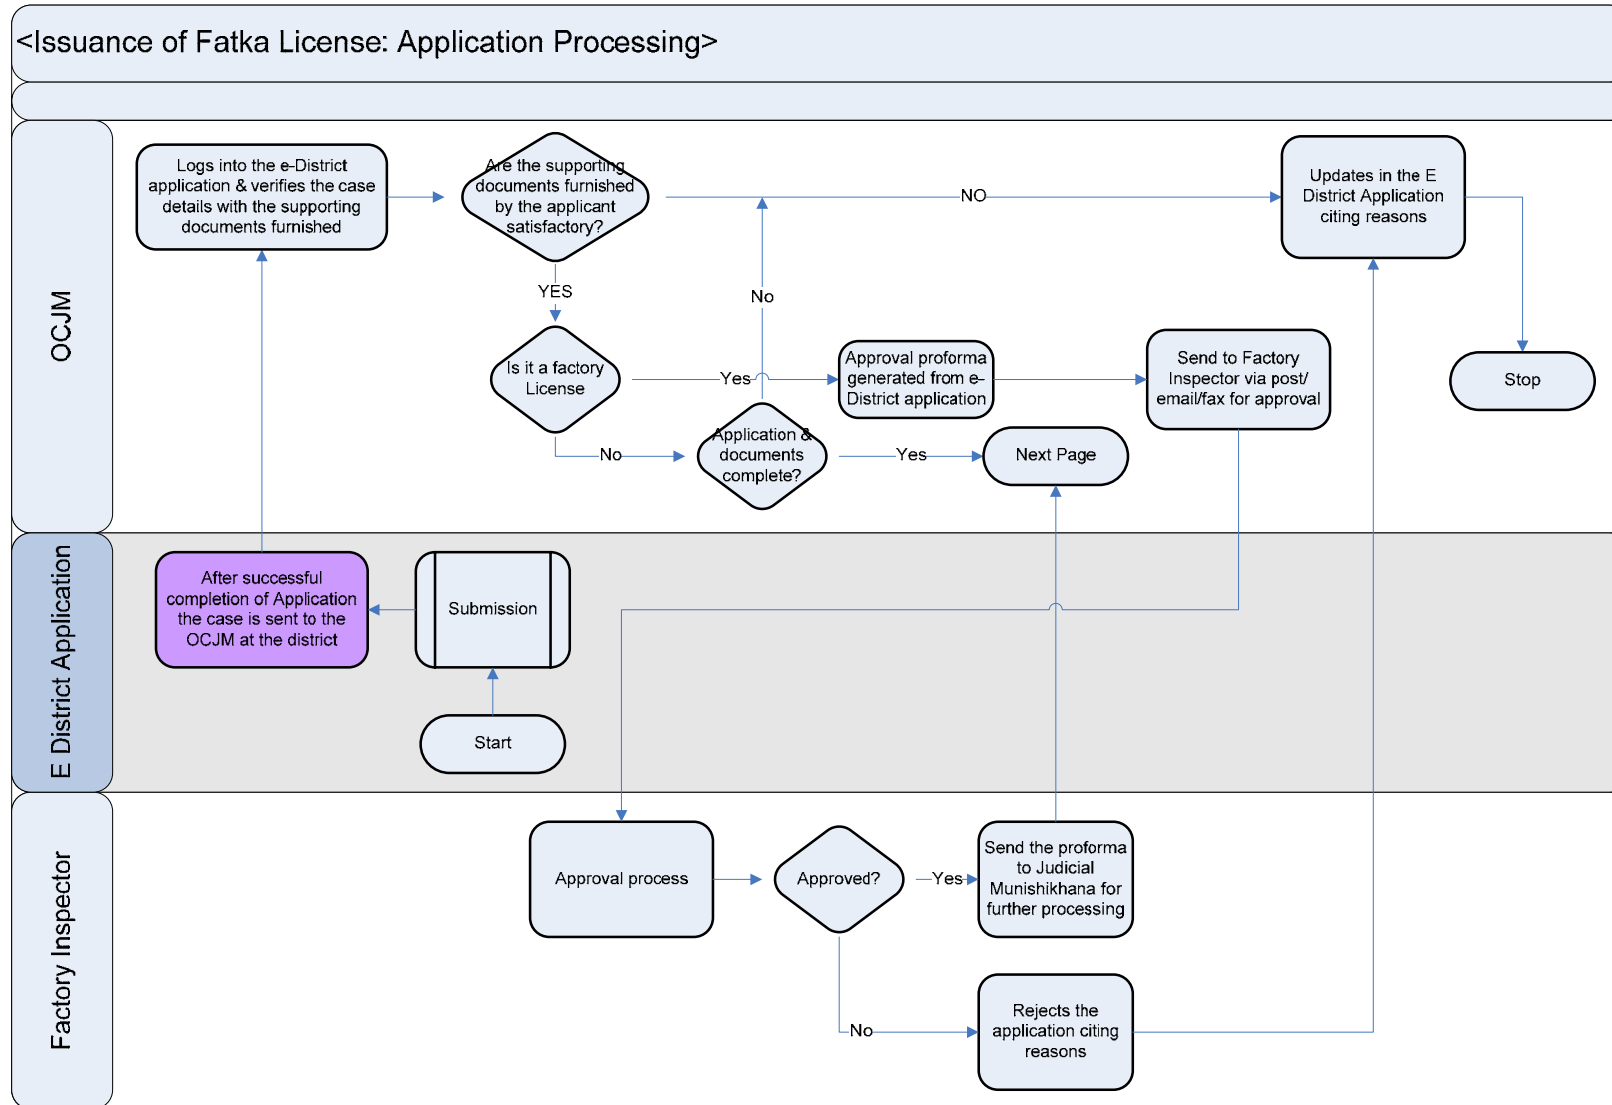 <Issuance of Fatka License: Application Processing>
OCJM
Logs into the e-District
application & verifies the case
details with the supporting
documents furnished
Are the supporting
documents furnished
by the applicant
satisfactory?
NO
Updates in the E
District Application
citing reasons
YES
No
Is it a factory
License
Yes
Approval proforma
generated from e-
District application
Send to Factory
Inspector via post/
email/fax for approval
Stop
No
Application &
documents
complete?
Yes
Next Page
E District Application
After successful
completion of Application
the case is sent to the
OCJM at the district
Submission
Start
Factory Inspector
Approval process
Approved?
Yes
Send the proforma
to Judicial
Munishikhana for
further processing
No
Rejects the
application citing
reasons